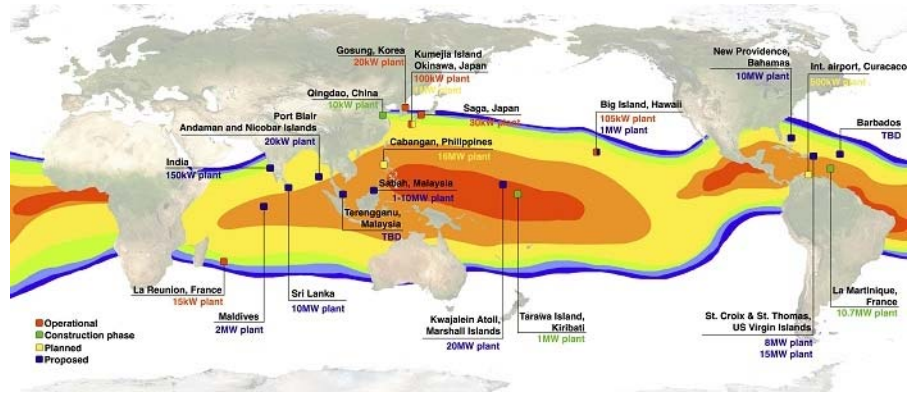 Gosung, Korea
20kW plant
Kumejia Island
Okinawa, Japan
100kW plant
Qingdao, China
10kW plant
Saga, Japan
30kW plant
Port Blair
Andaman and Nicobar Islands
20kW plant
Cabangan, Philippines
16MW plant
India
150kW plant
Sabah, Malaysia
1-10MW plant
Terengganu,
Malaysia
TBD
Big Island, Hawaii
105kW plant
1MW plant
New Providence,
Bahamas
10MW plant
Int. airport, Curacaco
500kW plant
Barbados
TBD
La Reunion, France
15kW plant
Maldives
2MW plant
Sri Lanka
10MW plant
Kwajalein Atoll,
Marshall Islands
20MW plant
Tarawa Island,
Kiribati
1MW plant
St. Croix & St. Thomas,
US Virgin Islands
8MW plant
15MW plant
La Martinique,
France
10.7MW plant
Operational
Construction phase
Planned
Proposed